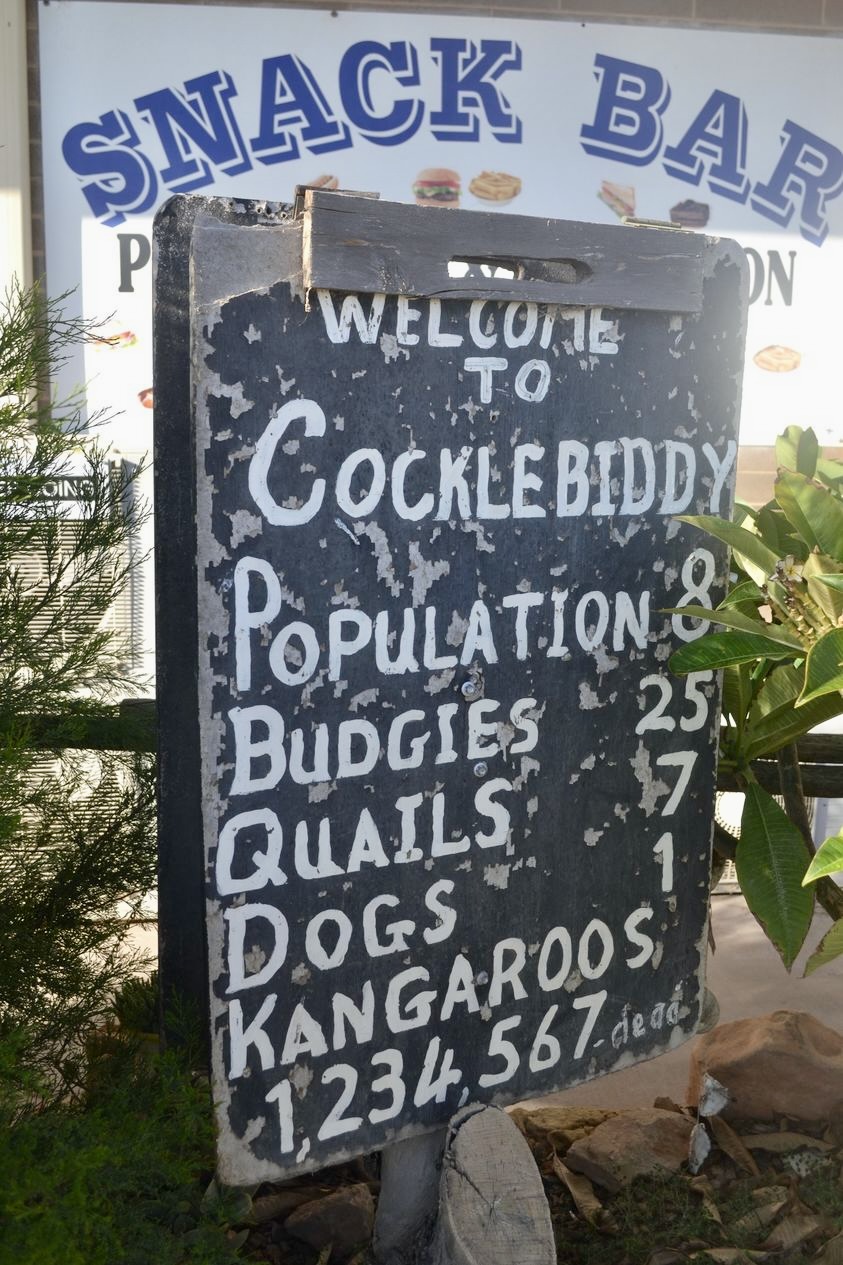 SNACK BAR
WELCOME
TO
COCKLEBIDDY
POPULATION 8
BUDGIES 25
QUAILS 7
DOGS 1
KANGAROOS
1,234,567 dead